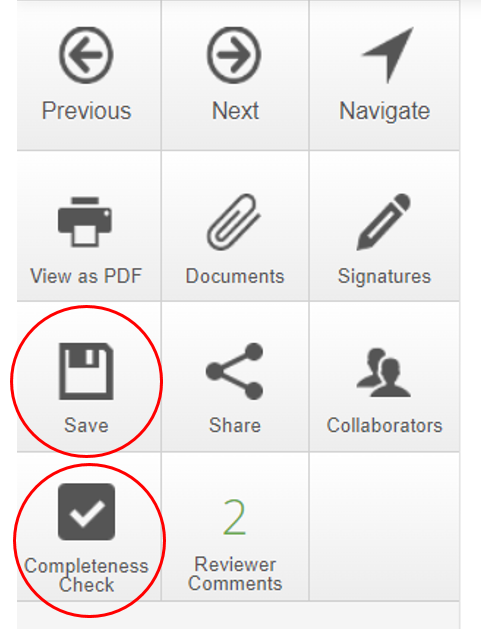 Previous
Next
Navigate
View as PDF
Documents
Signatures
Save
Share
Collaborators
Completeness
Check
2
Reviewer
Comments